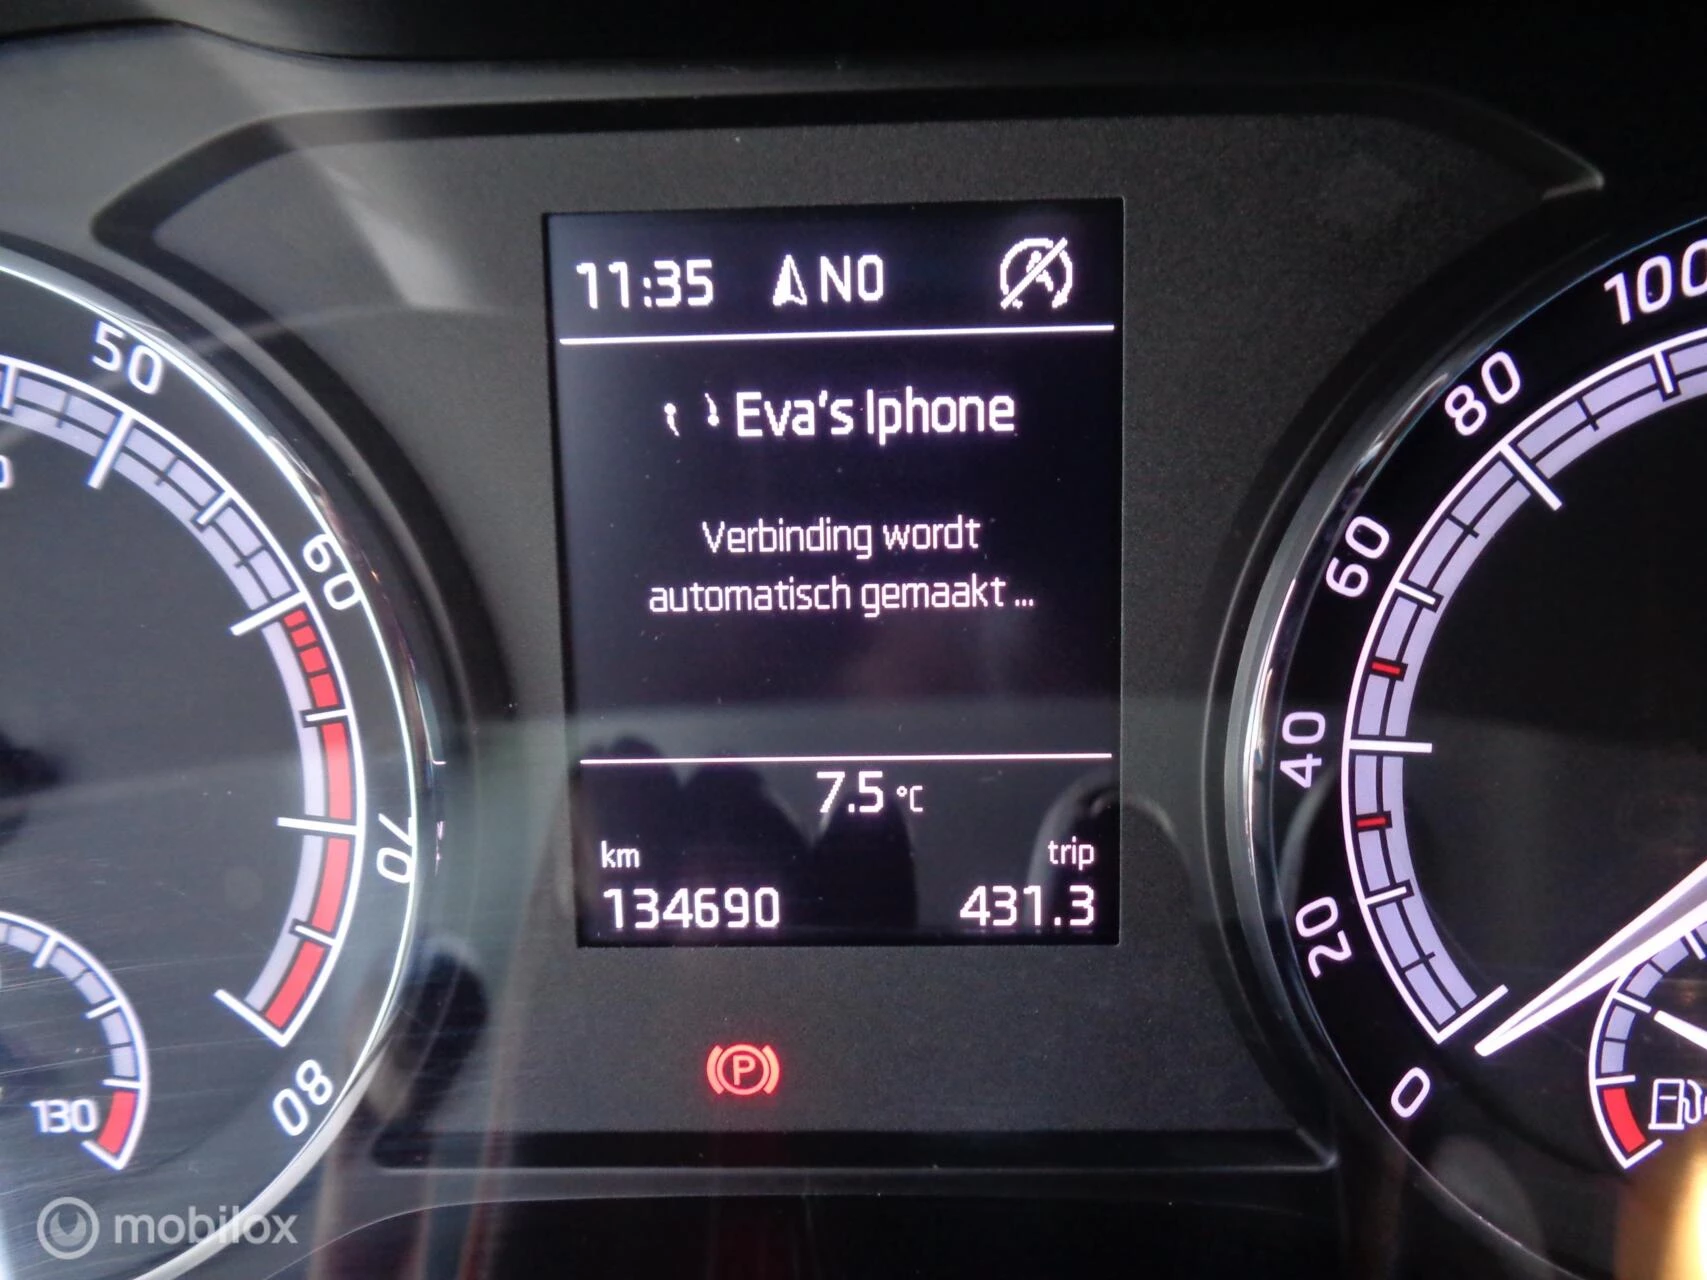 11:35 NO
Eva's Iphone
Verbinding wordt
automatisch gemaakt ...
7.5 °C
km trip
134690 431.3
50
60
70
80
130
100
80
60
40
20
0
P
mobilox